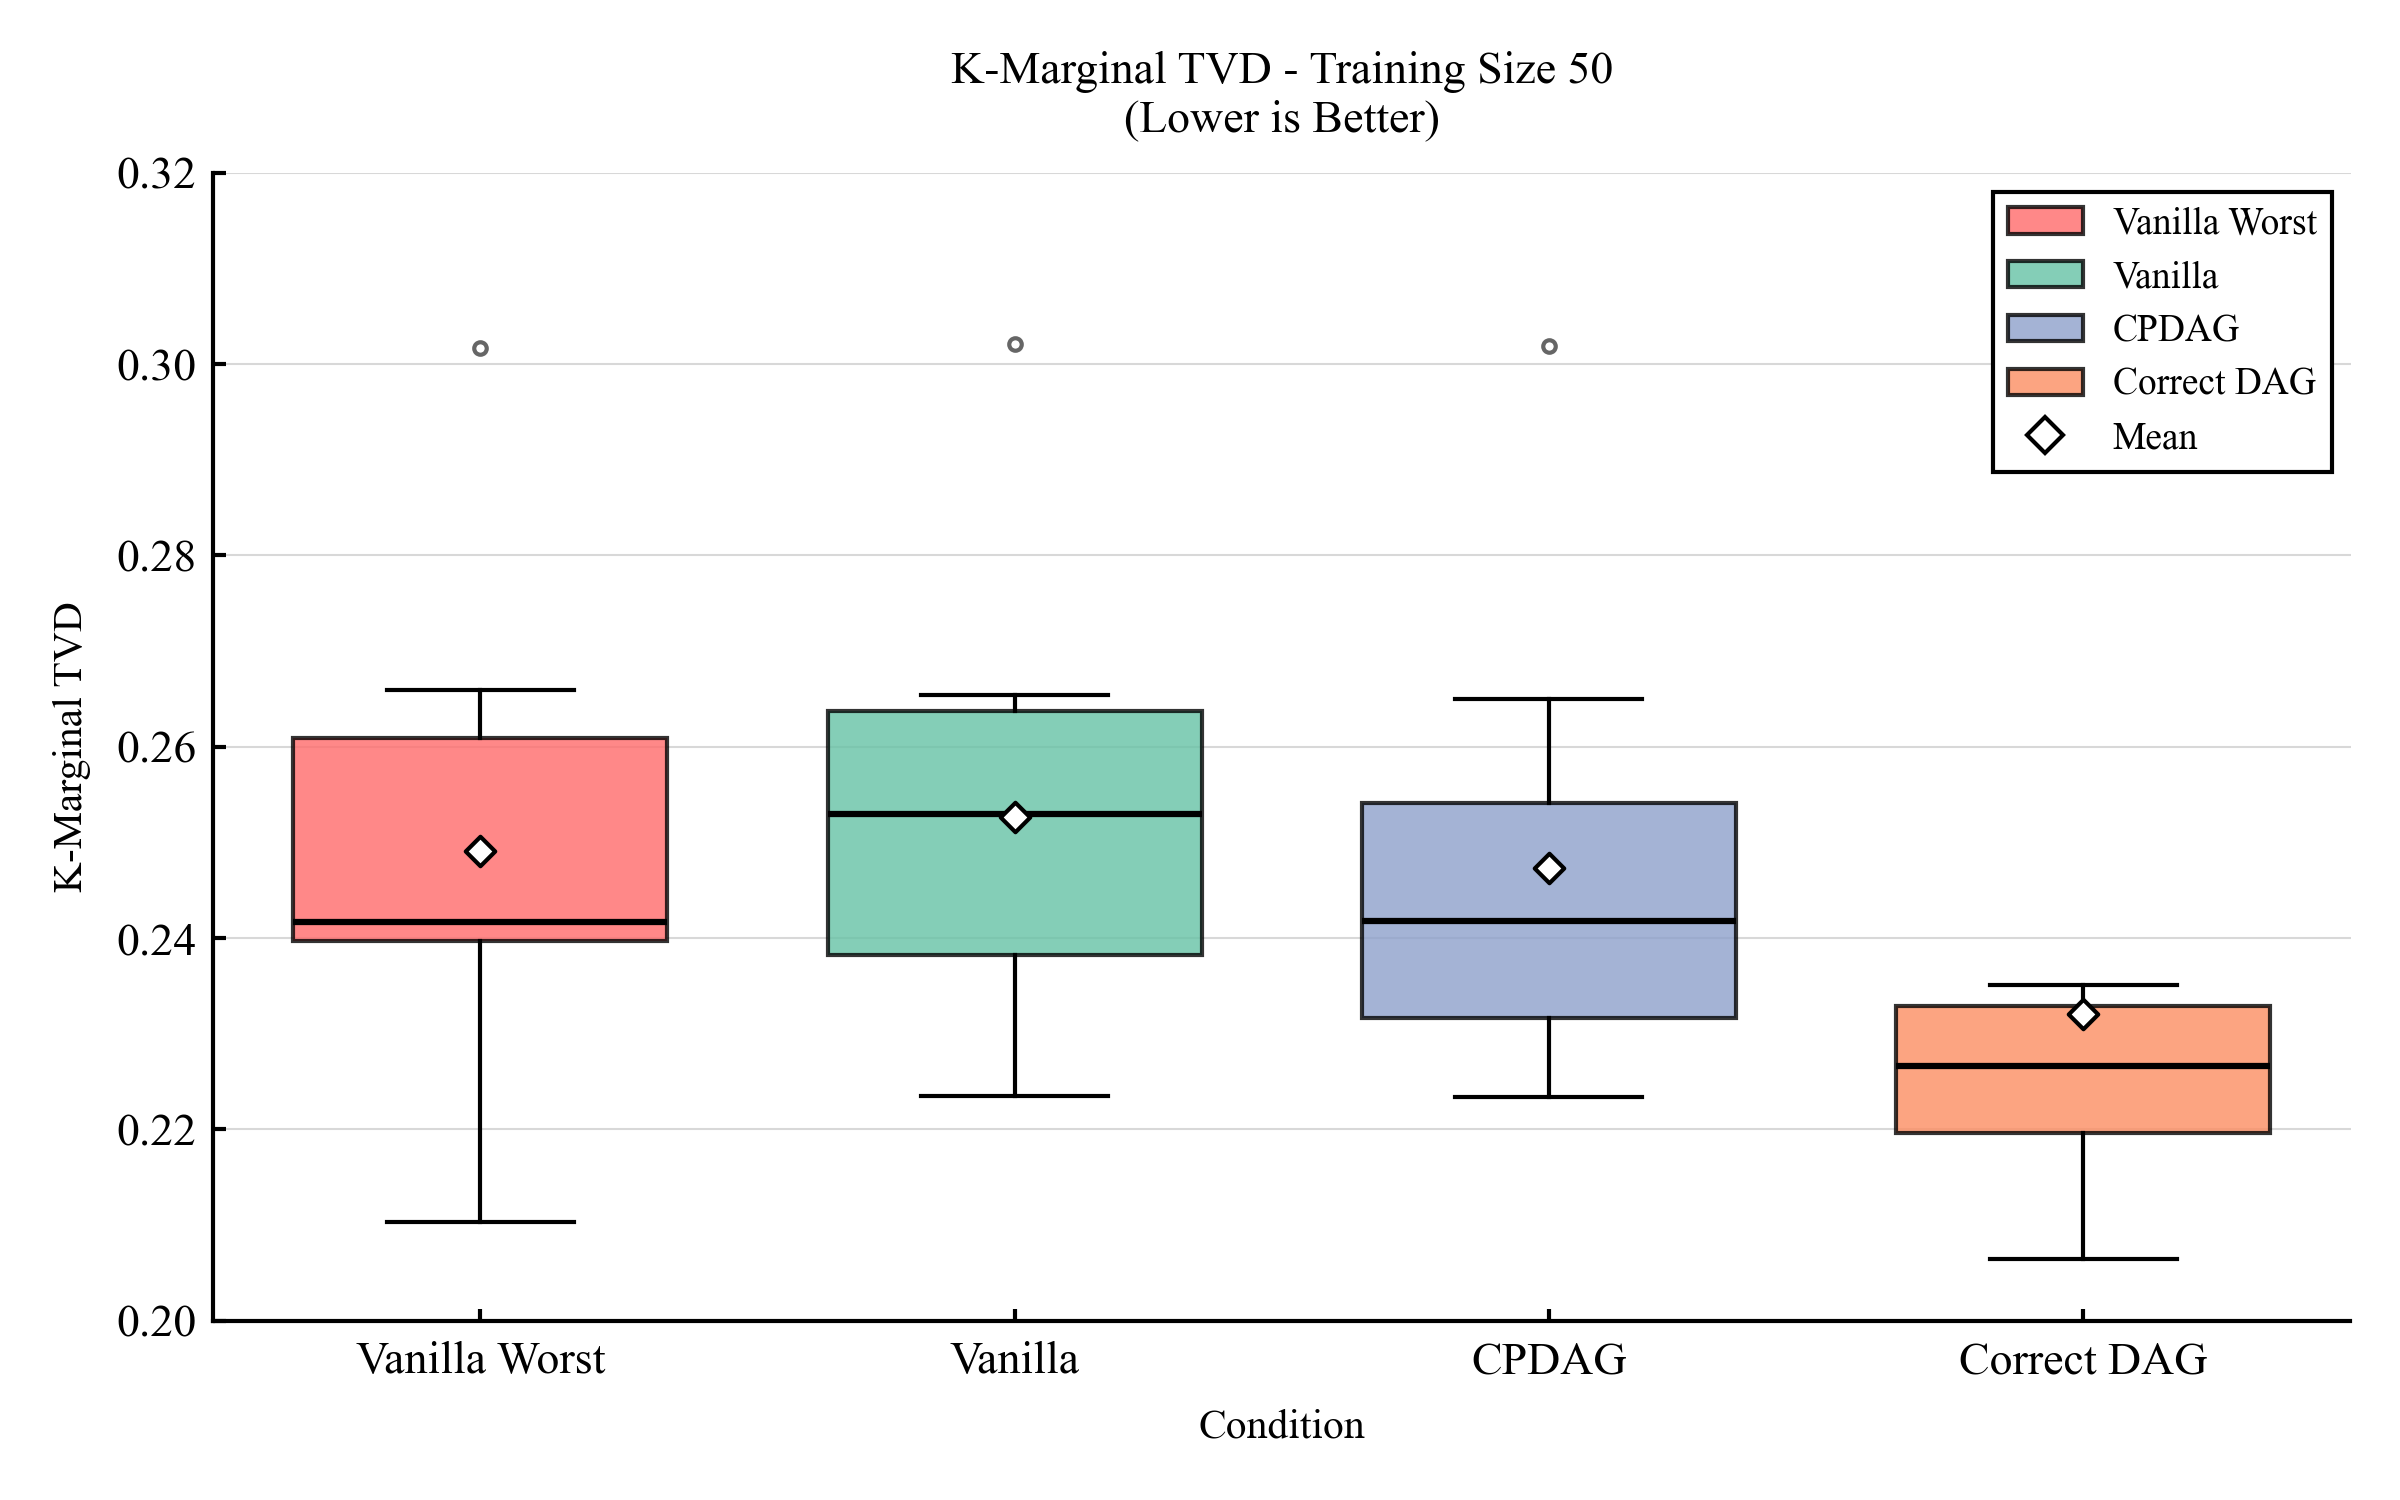 K-Marginal TVD - Training Size 50
(Lower is Better)
0.32
0.30
0.28
0.26
0.24
0.22
0.20
K-Marginal TVD
Vanilla Worst
Vanilla
CPDAG
Correct DAG
Mean
Vanilla Worst
Vanilla
CPDAG
Correct DAG
Condition